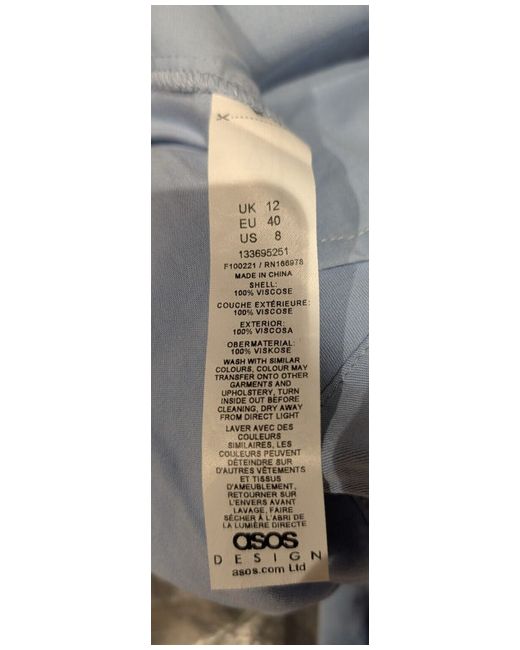 UK 12
EU 40
US 8
133695251
F100221 / RN166978
MADE IN CHINA
SHELL:
100% VISCOSE
COUCHE EXTÉRIEURE:
100% VISCOSE
EXTERIOR:
100% VISCOSA
OBERMATERIAL:
100% VISKOSE
WASH WITH SIMILAR
COLOURS, COLOUR MAY
TRANSFER ONTO OTHER
GARMENTS AND
UPHOLSTERY, TURN
INSIDE OUT BEFORE
CLEANING, DRY AWAY
FROM DIRECT LIGHT
LAVER AVEC DES
COULEURS
SIMILAIRES, LES
COULEURS PEUVENT
DÉTEINDRE SUR
D'AUTRES VÊTEMENTS
ET TISSUS
D'AMEUBLEMENT,
RETOURNER SUR
L'ENVERS AVANT
LAVAGE, FAIRE
SÉCHER À L'ABRI DE
LA LUMIÈRE DIRECTE
asos
DESIGN
asos.com Ltd